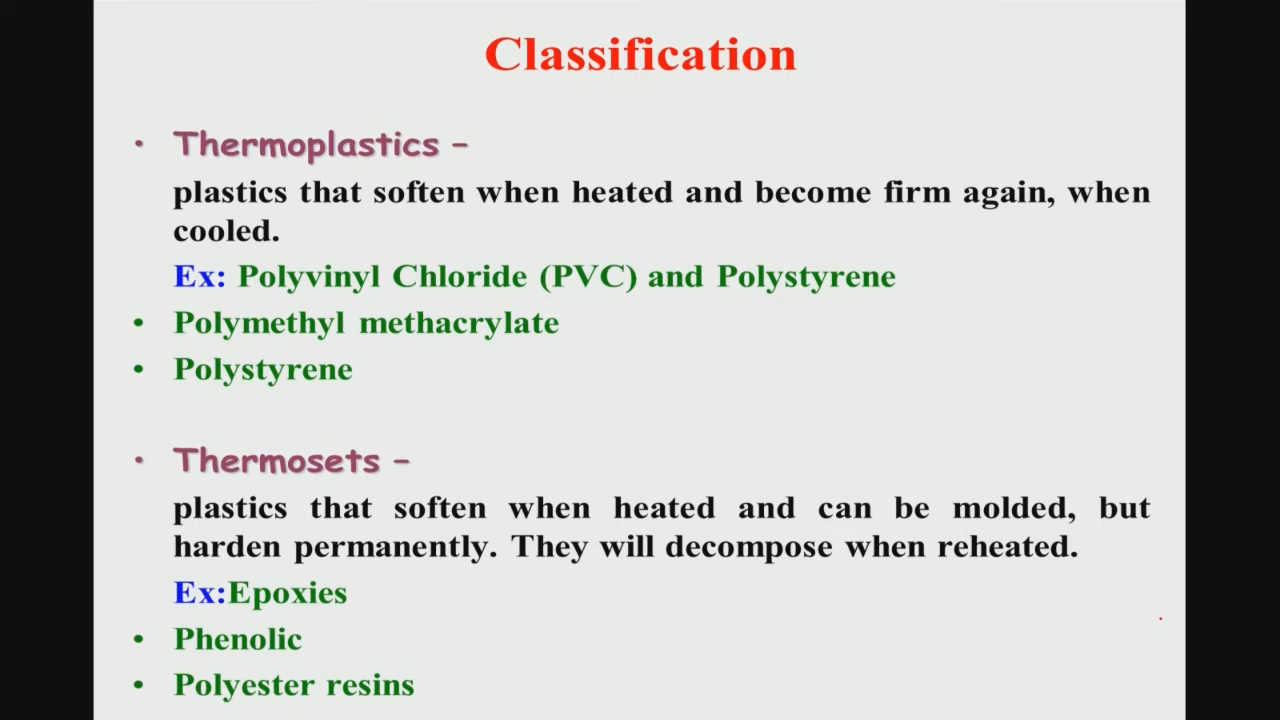 Classification
• Thermoplastics –
plastics that soften when heated and become firm again, when
cooled.
Ex: Polyvinyl Chloride (PVC) and Polystyrene
• Polymethyl methacrylate
• Polystyrene
• Thermosets –
plastics that soften when heated and can be molded, but
harden permanently. They will decompose when reheated.
Ex:Epoxies
• Phenolic
• Polyester resins